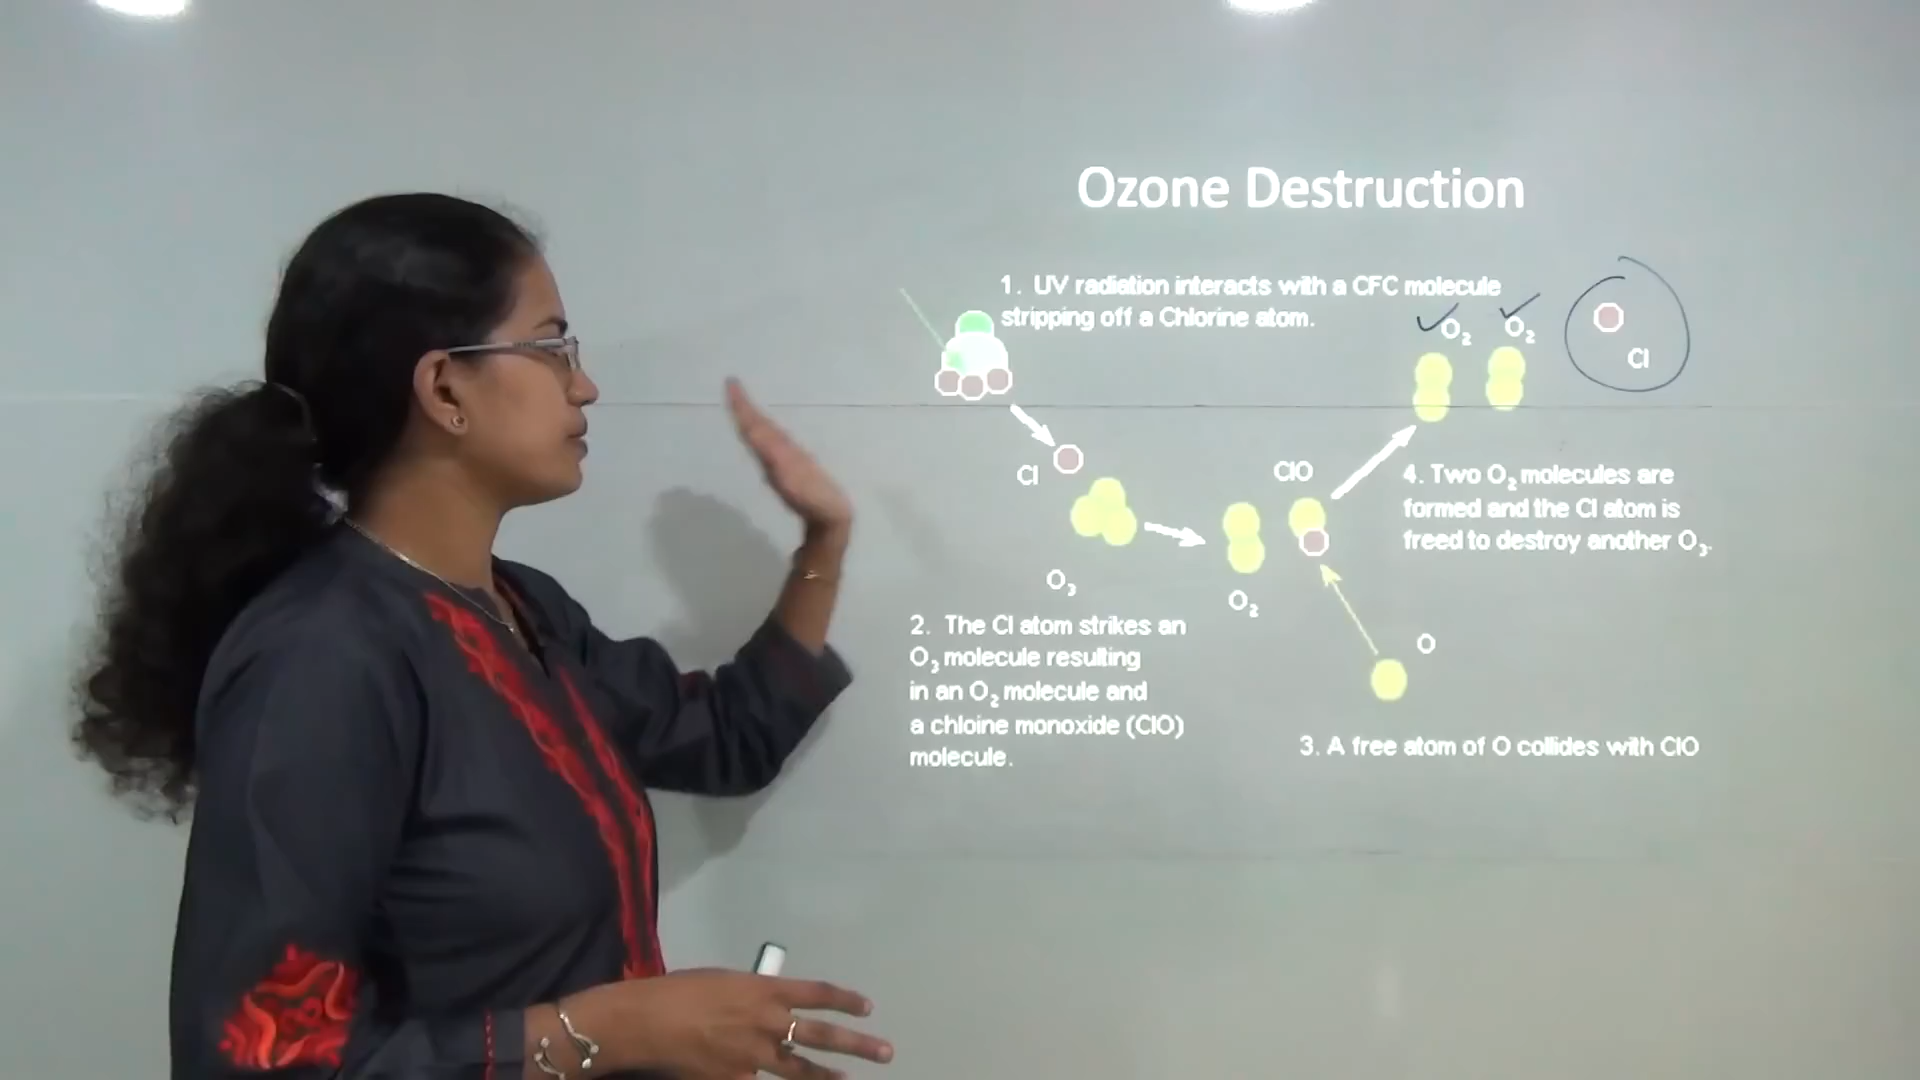 Ozone Destruction
1. UV radiation interacts with a CFC molecule
stripping off a Chlorine atom.
O₂
O₂
Cl
Cl
O₃
2. The Cl atom strikes an
O₃ molecule resulting
in an O₂ molecule and
a chloine monoxide (ClO)
molecule.
O₂
ClO
O
3. A free atom of O collides with ClO
4. Two O₂ molecules are
formed and the Cl atom is
freed to destroy another O₃.